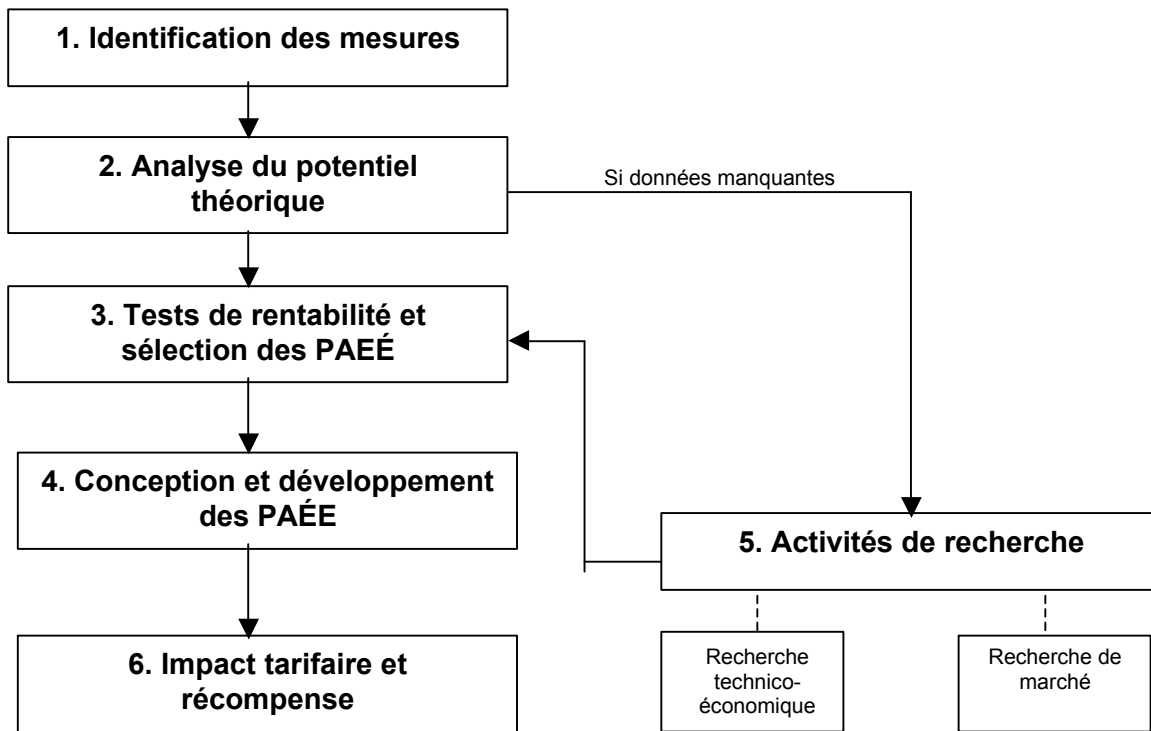 1. Identification des mesures
2. Analyse du potentiel
théorique
Si données manquantes
3. Tests de rentabilité et
sélection des PAEÉ
4. Conception et développement
des PAÉE
5. Activités de recherche
6. Impact tarifaire et
récompense
Recherche
technico-
économique
Recherche de
marché